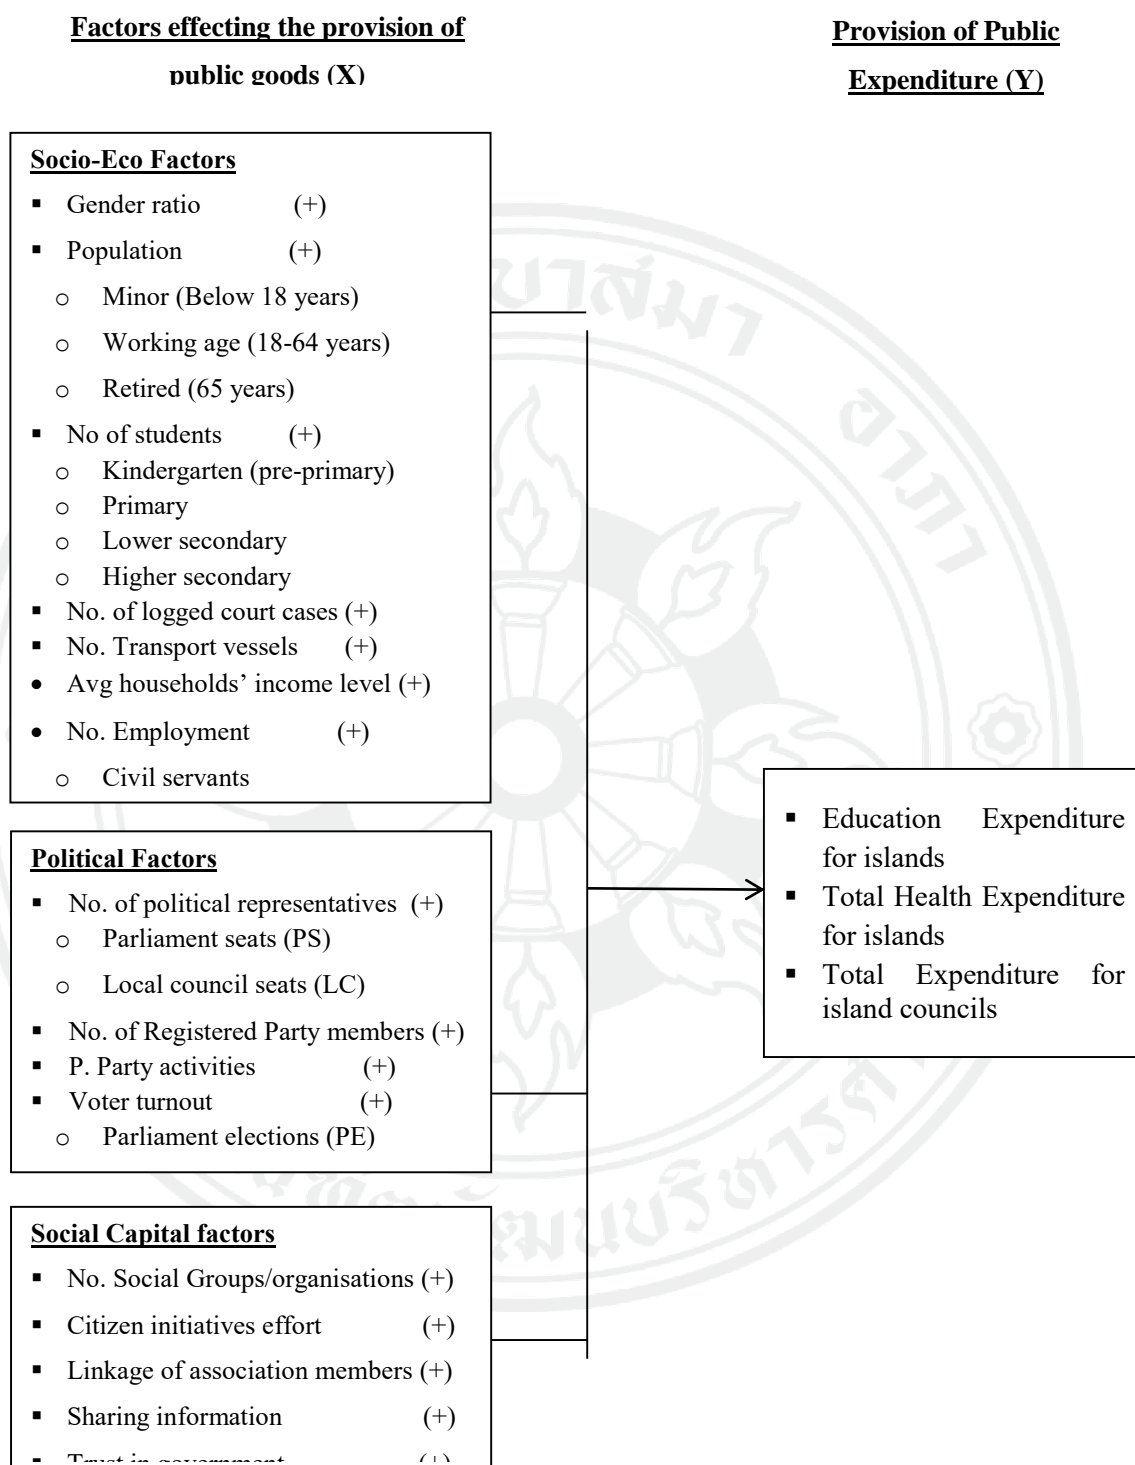 Factors effecting the provision of
public goods (X)
Provision of Public
Expenditure (Y)
Socio-Eco Factors
▪ Gender ratio (+)
▪ Population (+)
o Minor (Below 18 years)
o Working age (18-64 years)
o Retired (65 years)
▪ No of students (+)
o Kindergarten (pre-primary)
o Primary
o Lower secondary
o Higher secondary
▪ No. of logged court cases (+)
▪ No. Transport vessels (+)
• Avg households’ income level (+)
• No. Employment (+)
o Civil servants
Political Factors
▪ No. of political representatives (+)
o Parliament seats (PS)
o Local council seats (LC)
▪ No. of Registered Party members (+)
▪ P. Party activities (+)
▪ Voter turnout (+)
o Parliament elections (PE)
Social Capital factors
▪ No. Social Groups/organisations (+)
▪ Citizen initiatives effort (+)
▪ Linkage of association members (+)
▪ Sharing information (+)
▪ Trust in government (+)
▪ Education Expenditure
for islands
▪ Total Health Expenditure
for islands
▪ Total Expenditure for
island councils